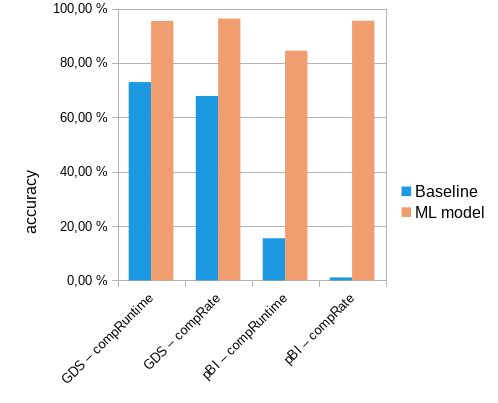 100,00 %
80,00 %
60,00 %
40,00 %
20,00 %
0,00 %
accuracy
GDS – compRuntime
GDS – compRate
pBI – compRuntime
pBI – compRate
Baseline
ML model